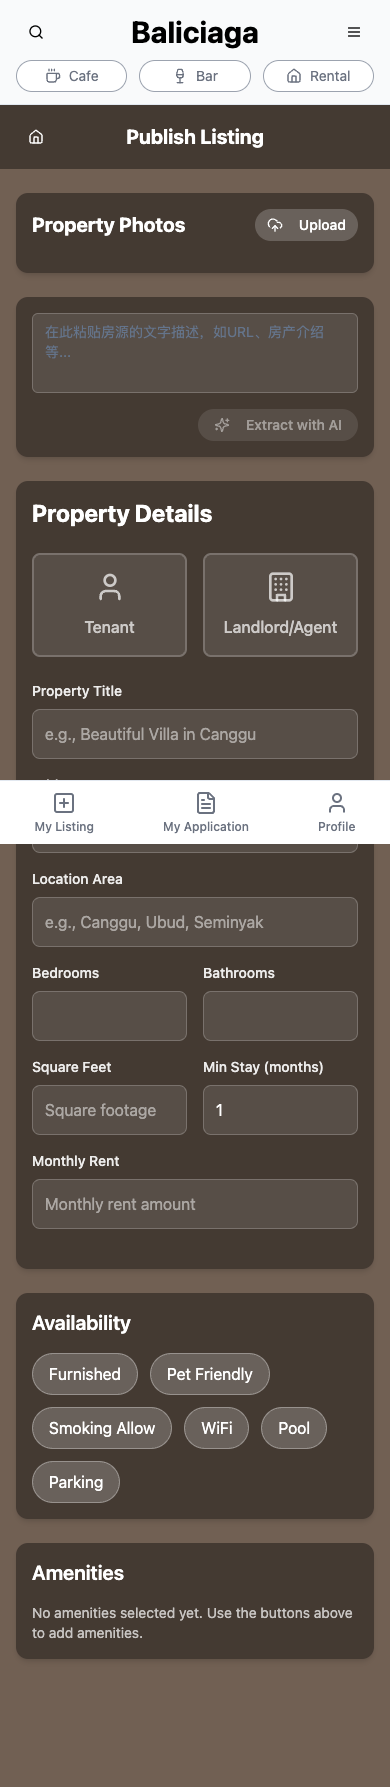 Baliciaga
Cafe
Bar
Rental
Publish Listing
Property Photos
Upload
在此粘贴房源的文字描述，如URL、房产介绍
等...
Extract with AI
Property Details
Tenant
Landlord/Agent
Property Title
e.g., Beautiful Villa in Canggu
My Listing
My Application
Profile
Location Area
e.g., Canggu, Ubud, Seminyak
Bedrooms
Bathrooms
Square Feet
Min Stay (months)
Square footage
1
Monthly Rent
Monthly rent amount
Availability
Furnished
Pet Friendly
Smoking Allow
WiFi
Pool
Parking
Amenities
No amenities selected yet. Use the buttons above
to add amenities.